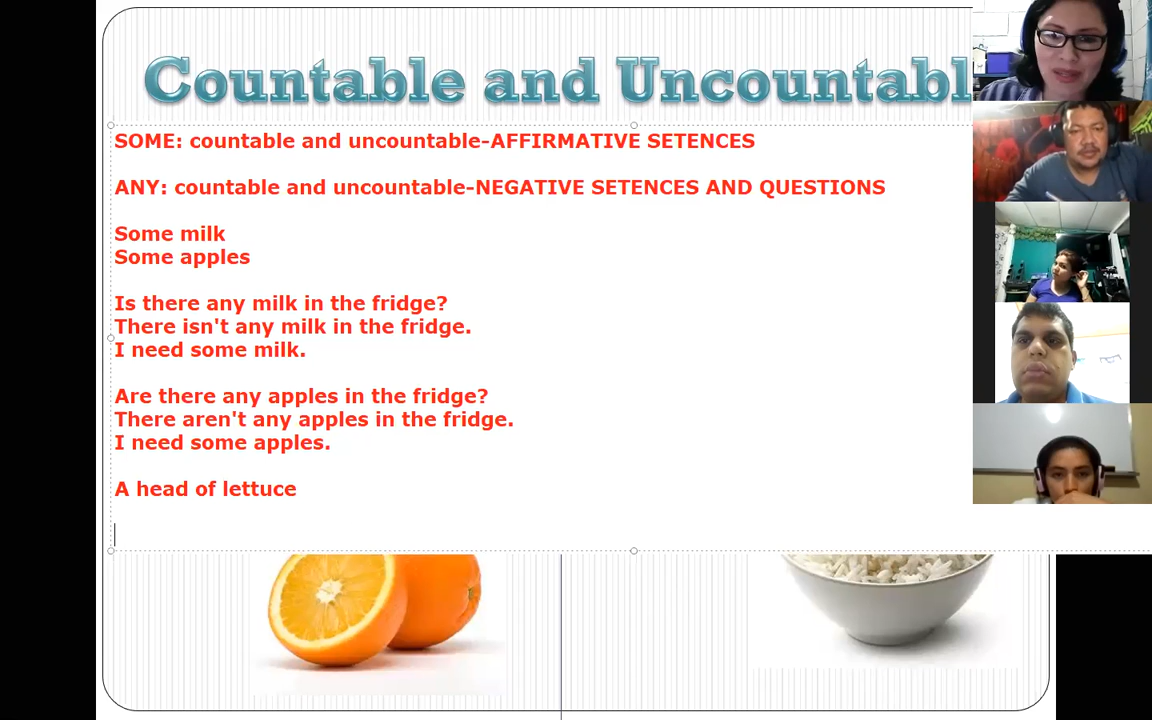 Countable and Uncountabl
SOME: countable and uncountable-AFFIRMATIVE SETENCES
ANY: countable and uncountable-NEGATIVE SETENCES AND QUESTIONS
Some milk
Some apples
Is there any milk in the fridge?
There isn't any milk in the fridge.
I need some milk.
Are there any apples in the fridge?
There aren't any apples in the fridge.
I need some apples.
A head of lettuce